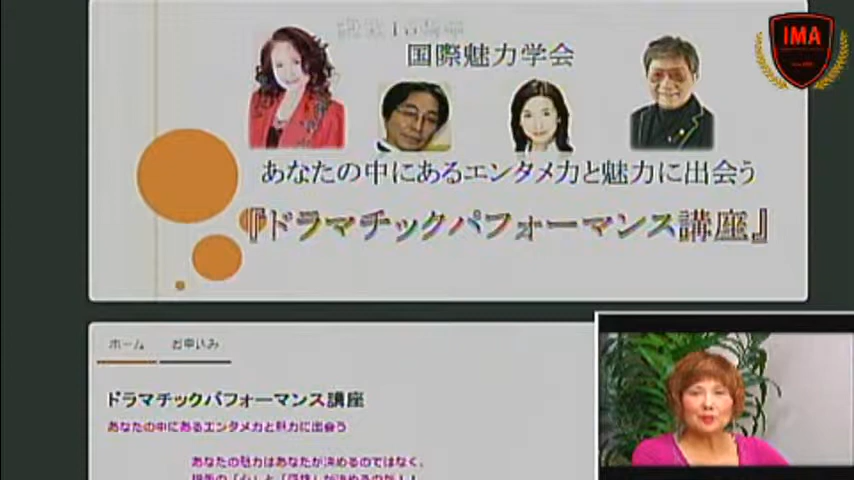 国際魅力学会
IMA
あなたの中にあるエンタメ力と魅力に出会う
『ドラマチックパフォーマンス講座』
ホーム お申い込み
ドラマチックパフォーマンス講座
あなたの中にあるエンタメ力と魅力に出会う
あなたの魅力はあなたが決めるのではなく、